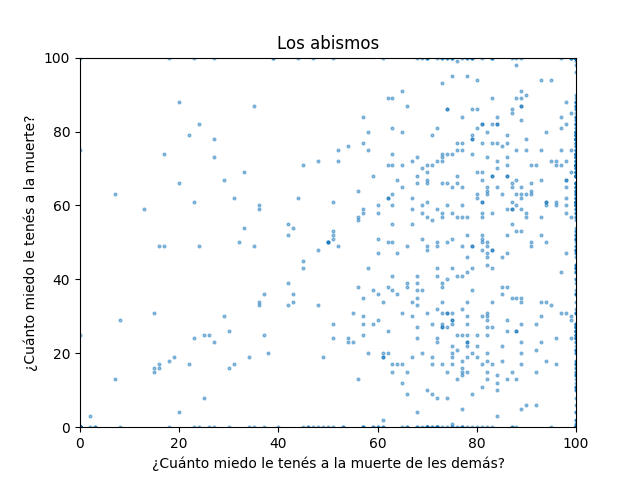 Los abismos
¿Cuánto miedo le tenés a la muerte?
100
80
60
40
20
0
0 20 40 60 80 100
¿Cuánto miedo le tenés a la muerte de les demás?